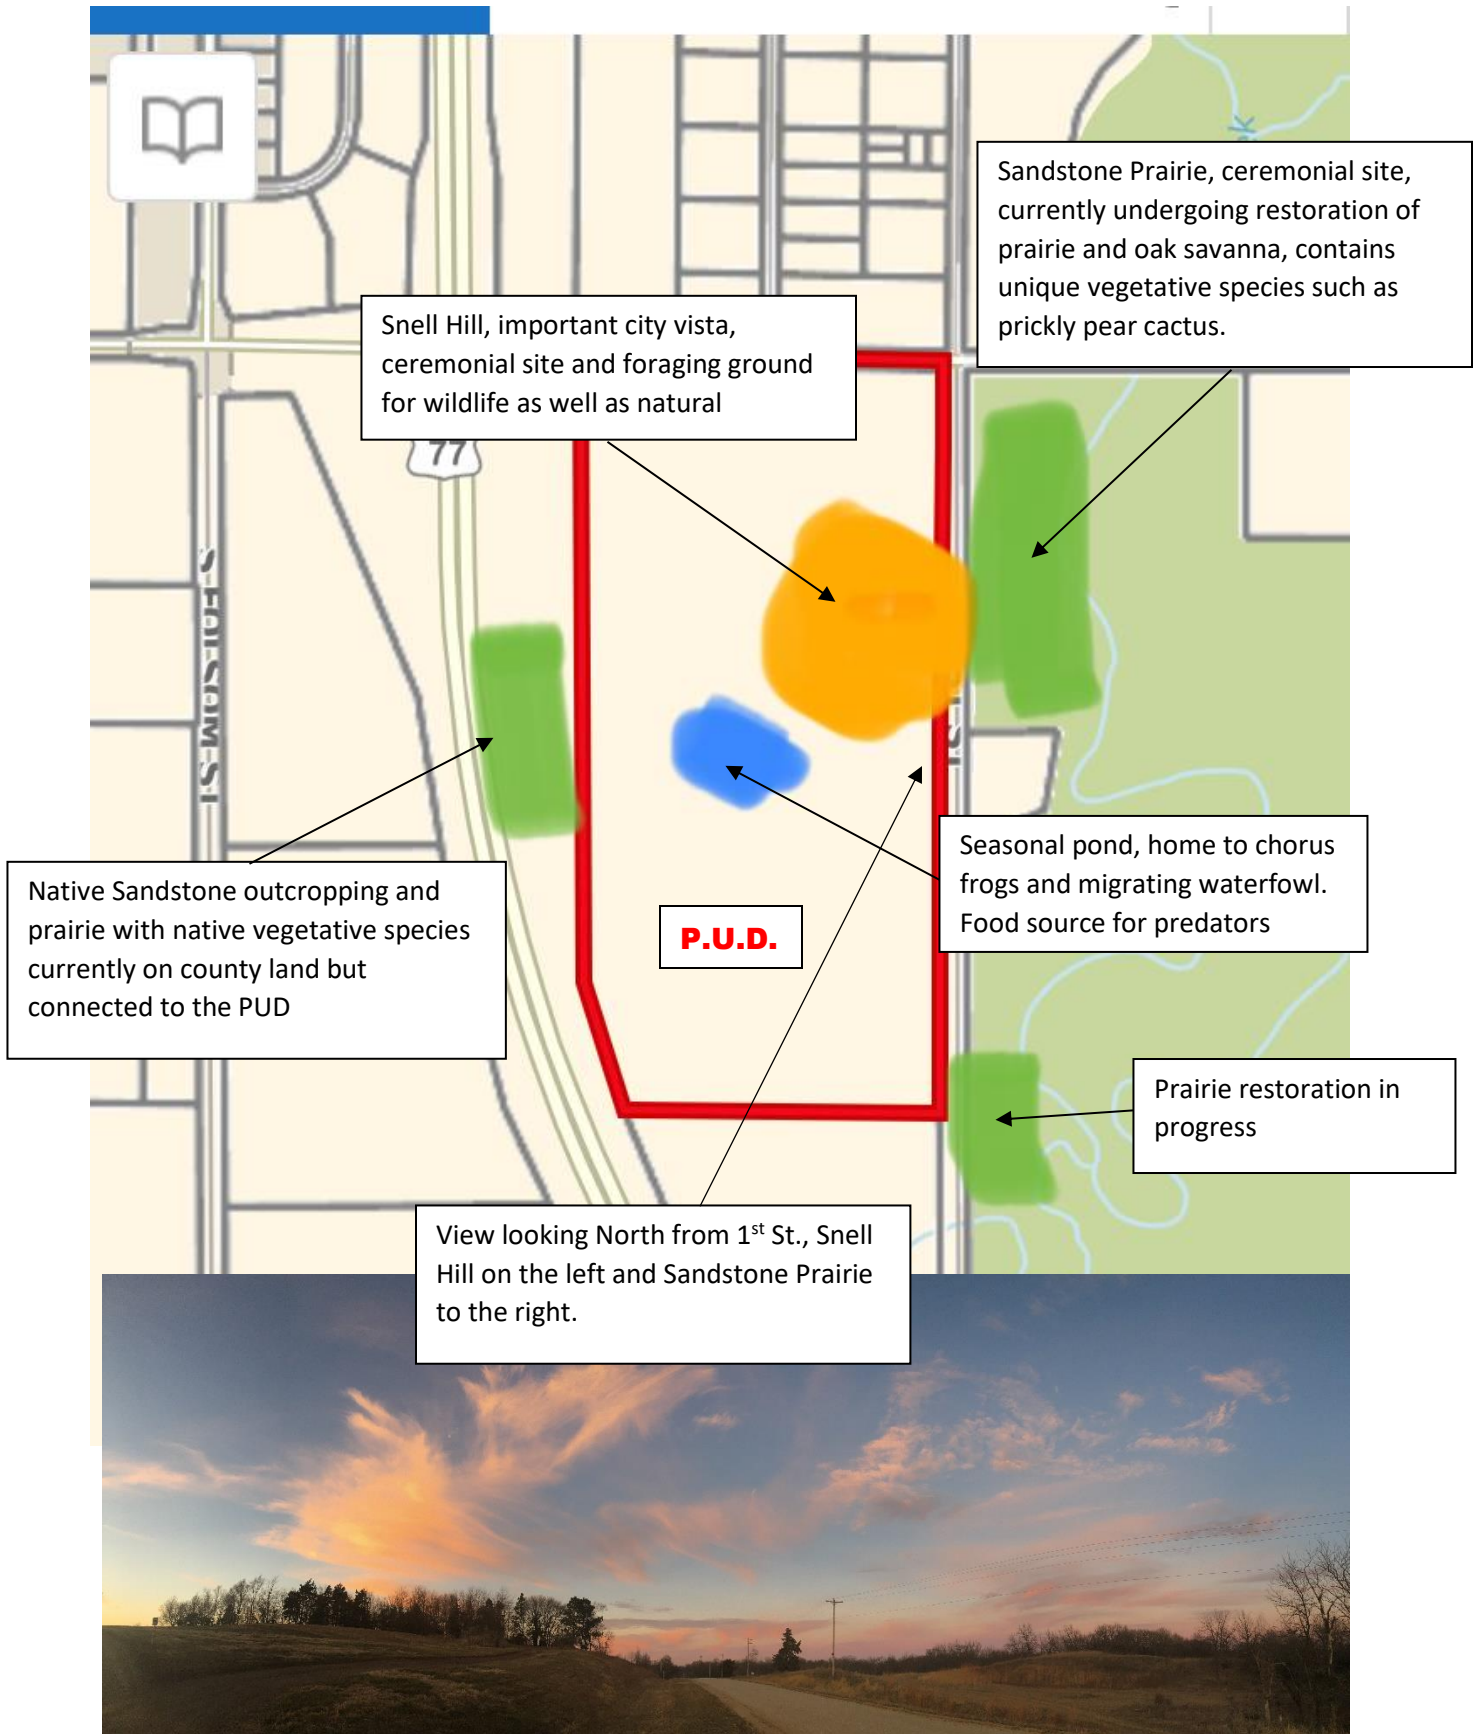 Sandstone Prairie, ceremonial site,
currently undergoing restoration of
prairie and oak savanna, contains
unique vegetative species such as
prickly pear cactus.
Snell Hill, important city vista,
ceremonial site and foraging ground
for wildlife as well as natural
77
S FOLSOM ST
ST
Seasonal pond, home to chorus
frogs and migrating waterfowl.
Food source for predators
Native Sandstone outcropping and
prairie with native vegetative species
currently on county land but
connected to the PUD
P.U.D.
Prairie restoration in
progress
View looking North from 1st St., Snell
Hill on the left and Sandstone Prairie
to the right.